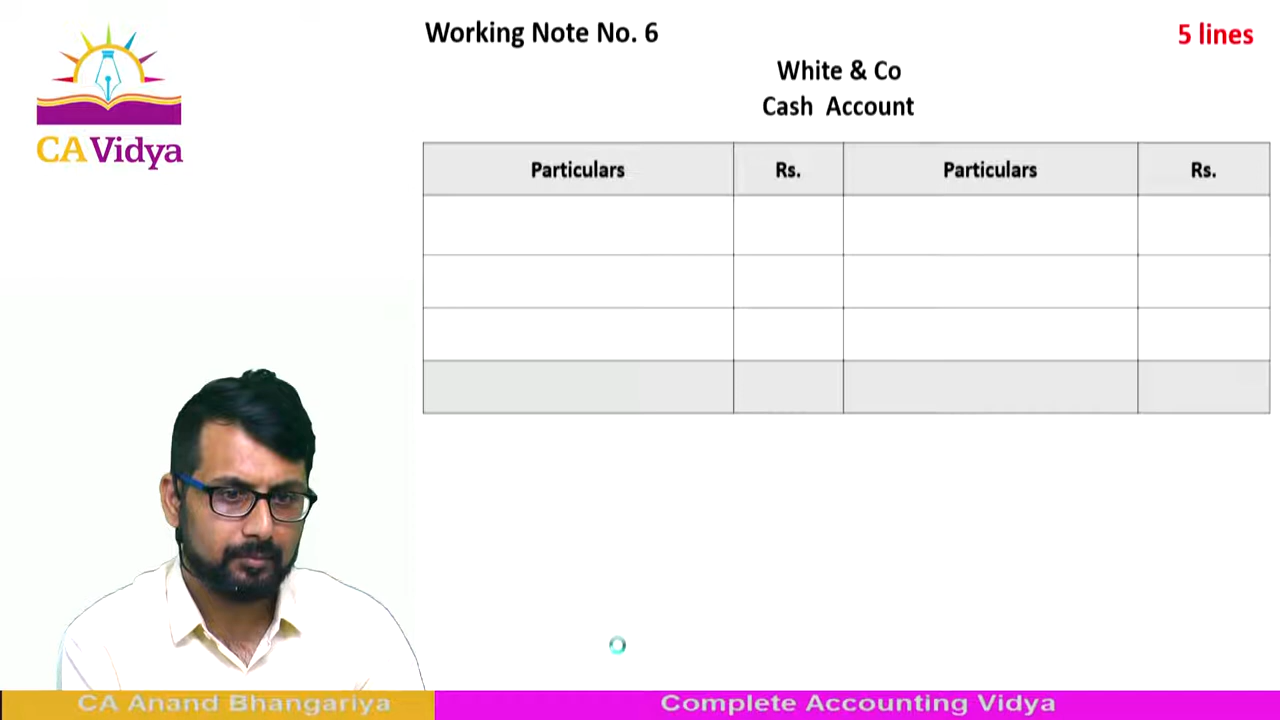 Working Note No. 6
5 lines
White & Co
Cash Account
Particulars Rs. Particulars Rs.
CA Vidya
CA Anand Bhangariya
Complete Accounting Vidya